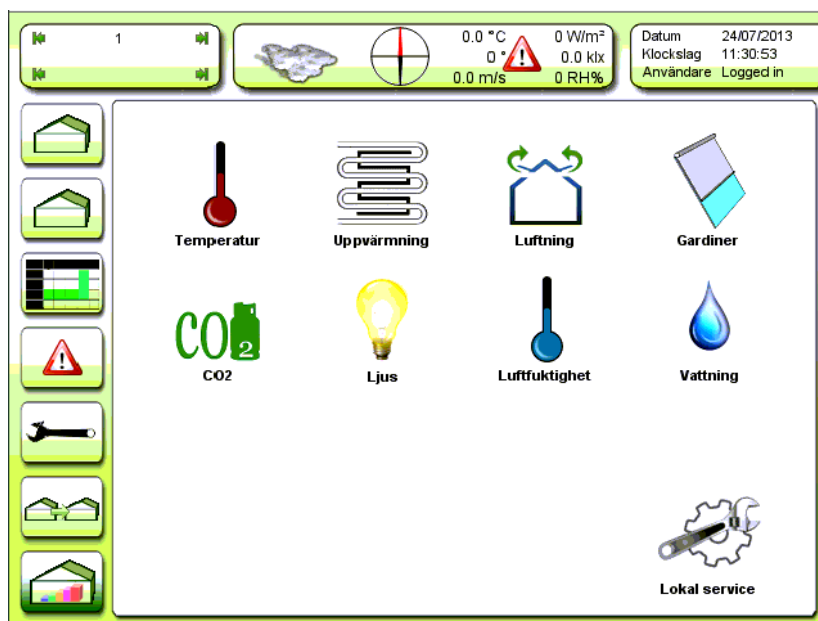 1
0.0 °C 0 W/m²
0 ° 0.0 klx
0.0 m/s 0 RH%
Datum 24/07/2013
Klockslag 11:30:53
Användare Logged in
Temperatur Uppvärmning Luftning Gardiner
CO2
CO2 Ljus Luftfuktighet Vattning
Lokal service